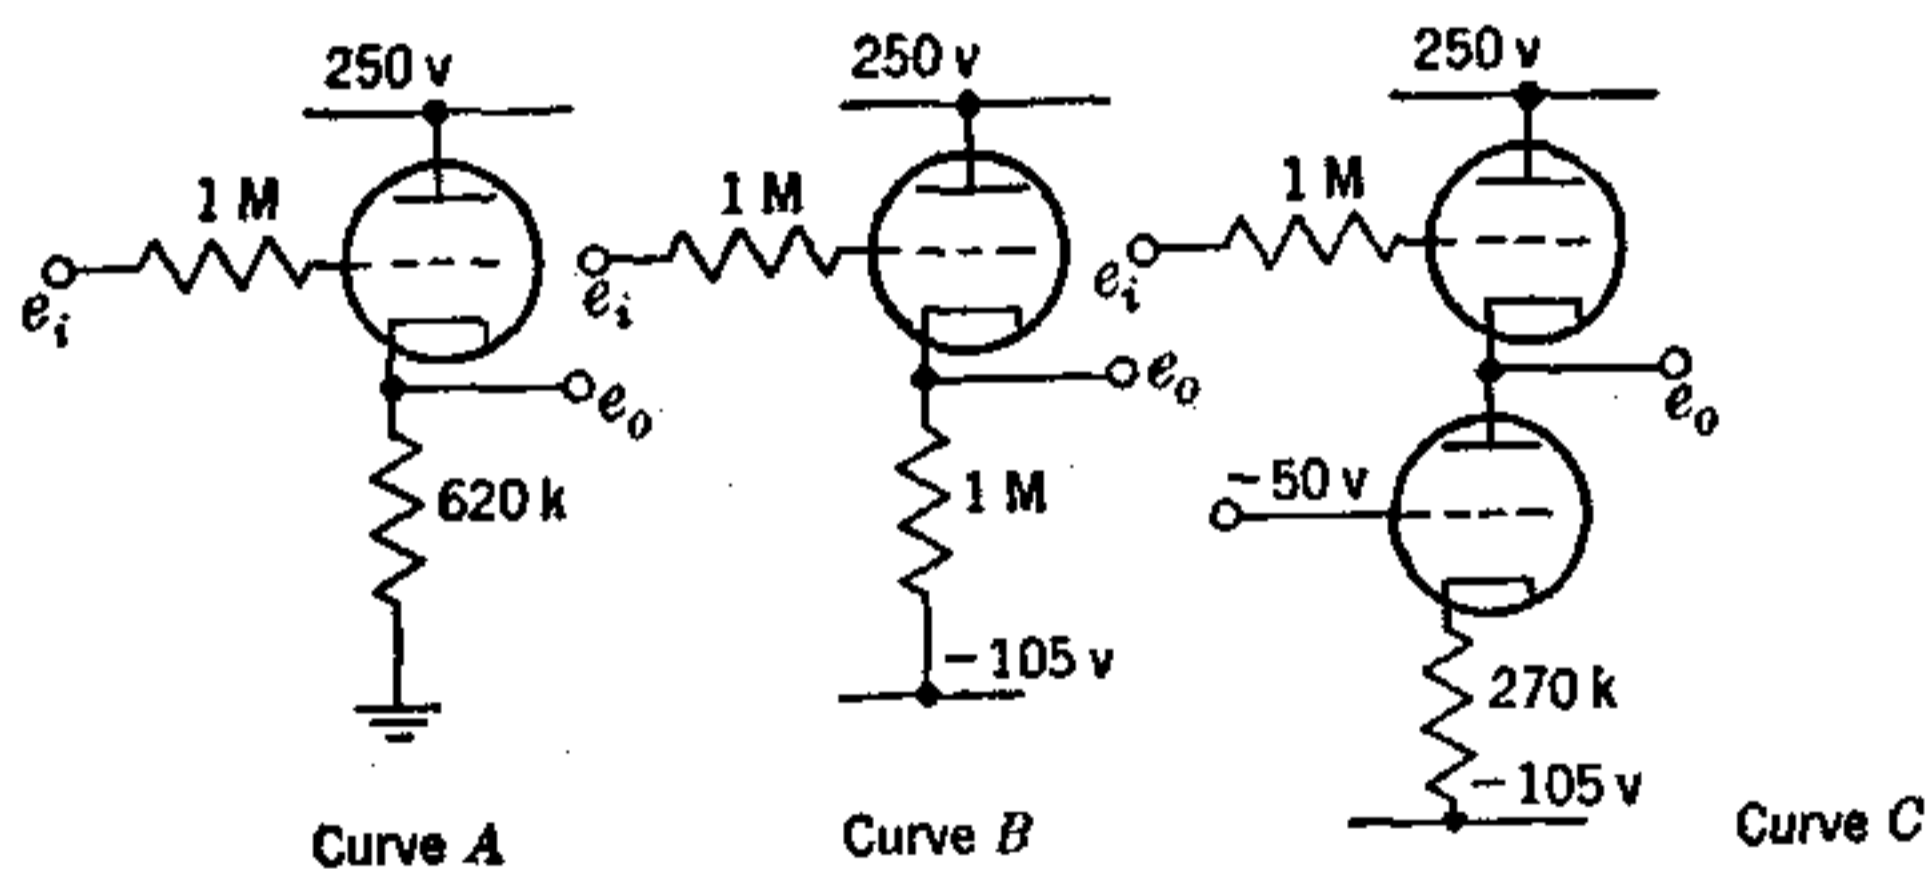 250 v
1 M
e_i
e_o
620 k
Curve A
250 v
1 M
e_i
e_o
1 M
– 105 v
Curve B
250 v
1 M
e_i
e_o
– 50 v
270 k
– 105 v
Curve C